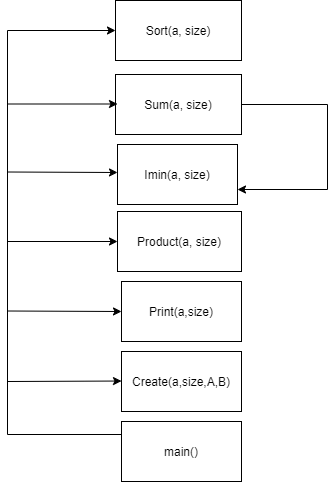 Sort(a, size)
Sum(a, size)
Imin(a, size)
Product(a, size)
Print(a,size)
Create(a,size,A,B)
main()